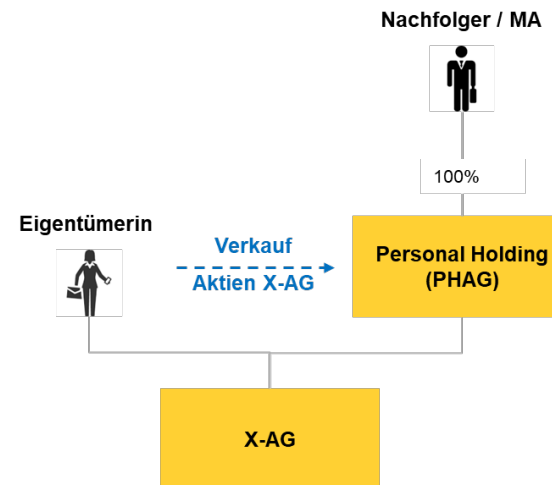 Nachfolger / MA
100%
Eigentümerin
Verkauf
Aktien X-AG
Personal Holding
(PHAG)
X-AG